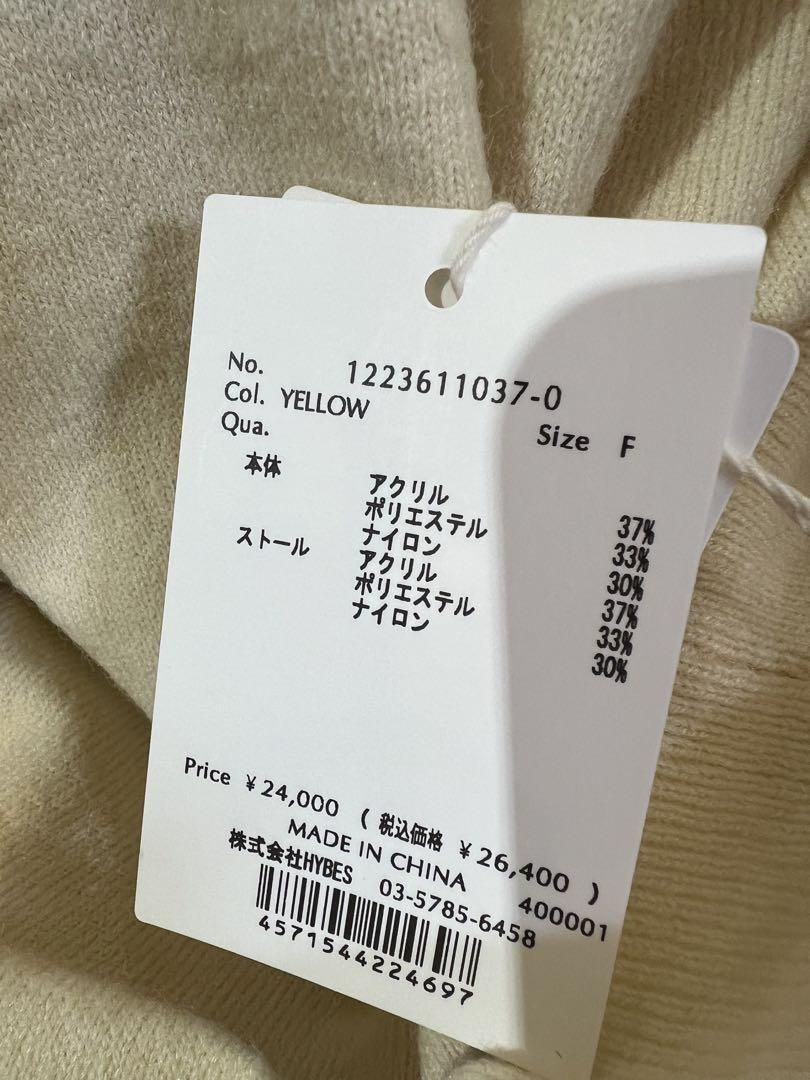 No. 1223611037-0
Col. YELLOW Size F
Qua.
本体 アクリル 37%
ポリエステル 33%
ナイロン 30%
ストール アクリル 37%
ポリエステル 33%
ナイロン 30%
Price ¥24,000 ( 税込価格 ¥26,400 )
MADE IN CHINA 400001
株式会社HYBES 03-5785-6458
4571544224697